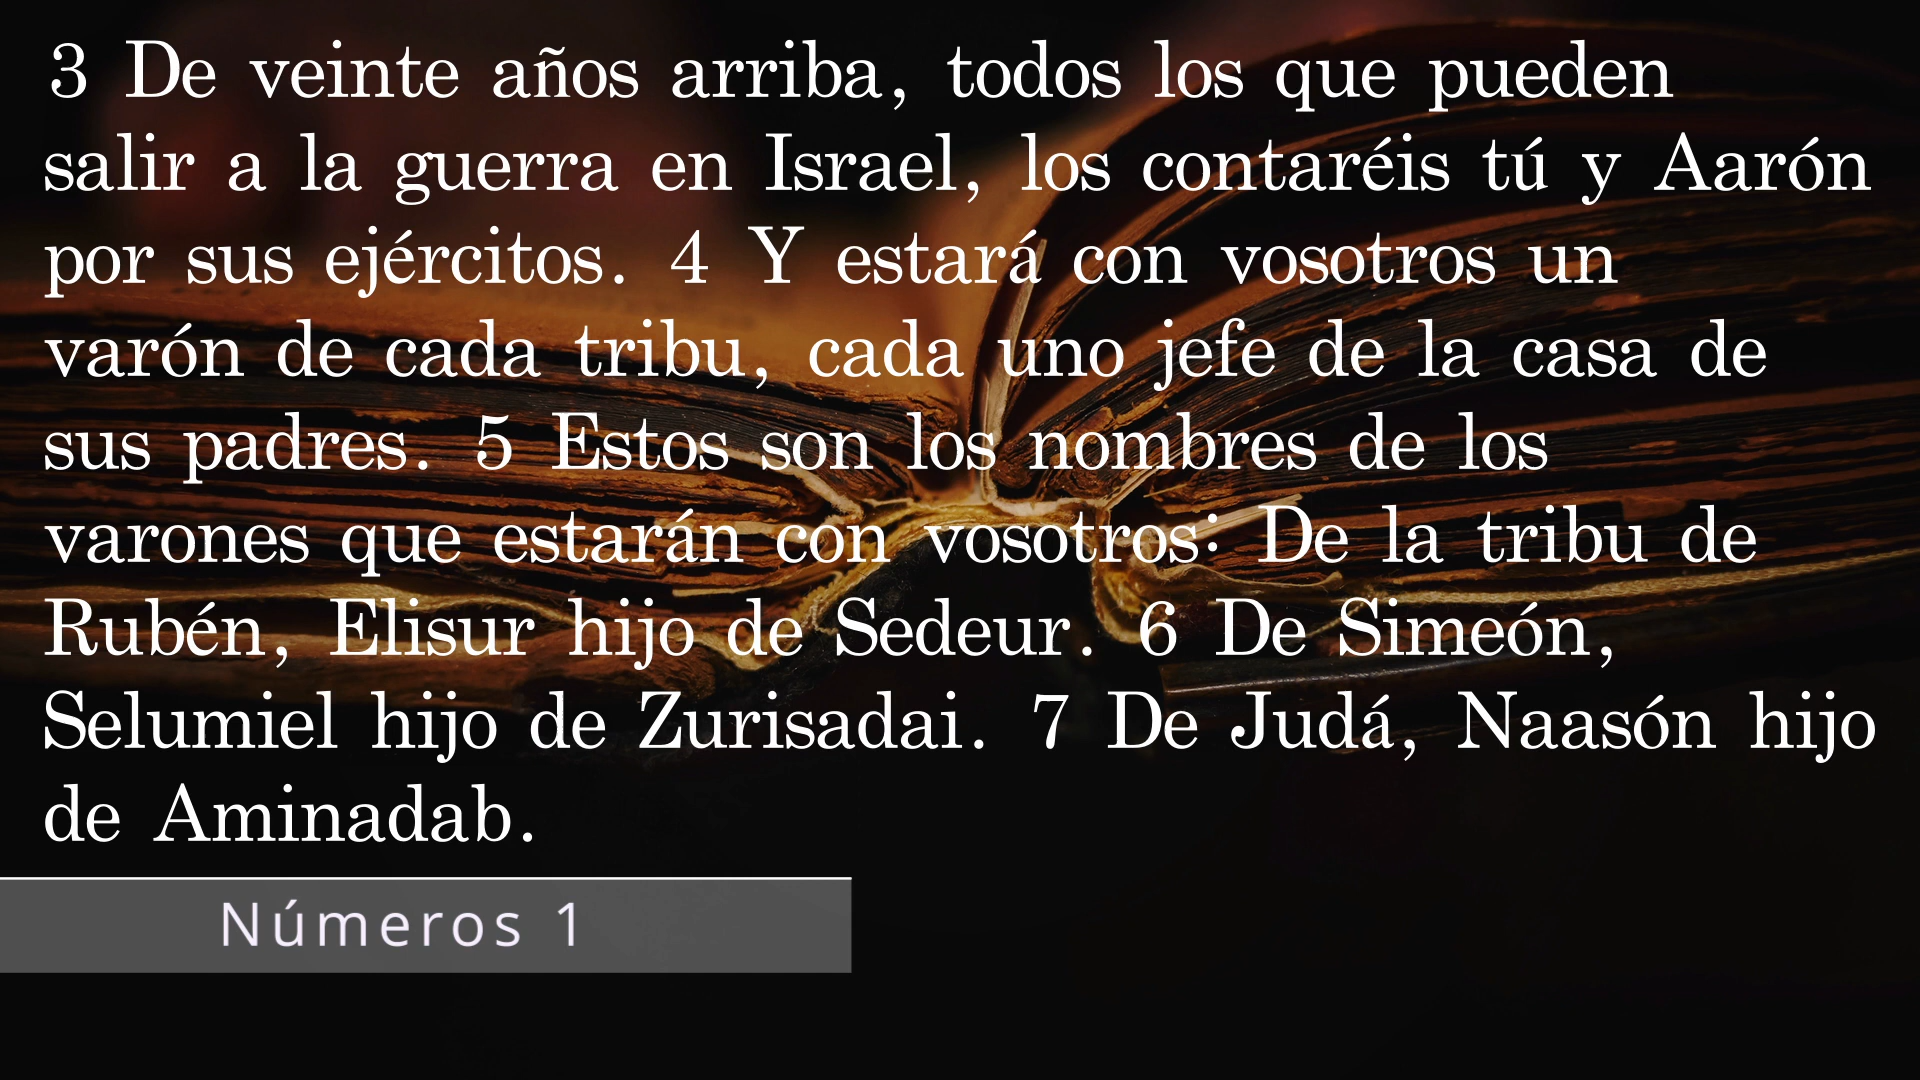 3 De veinte años arriba, todos los que pueden
salir a la guerra en Israel, los contaréis tú y Aarón
por sus ejércitos. 4 Y estará con vosotros un
varón de cada tribu, cada uno jefe de la casa de
sus padres. 5 Estos son los nombres de los
varones que estarán con vosotros: De la tribu de
Rubén, Elisur hijo de Sedeur. 6 De Simeón,
Selumiel hijo de Zurisadai. 7 De Judá, Naasón hijo
de Aminadab.
Números 1